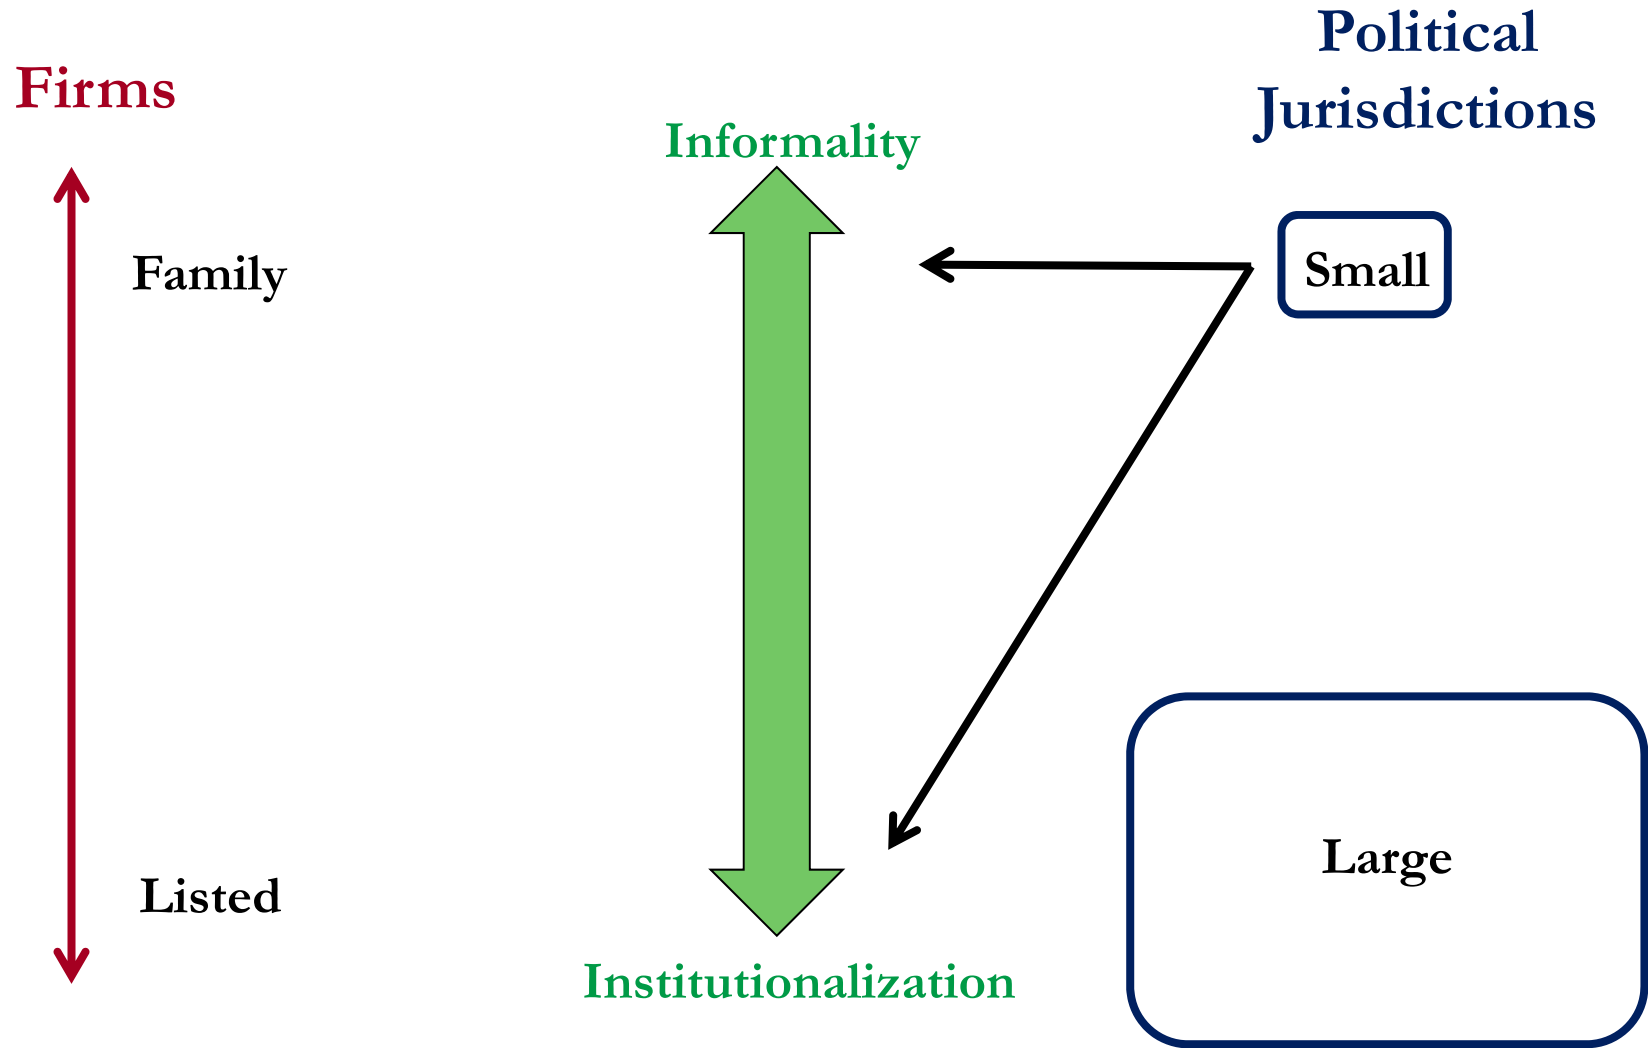 Political
Jurisdictions
Firms
Informality
Family
Small
Large
Listed
Institutionalization